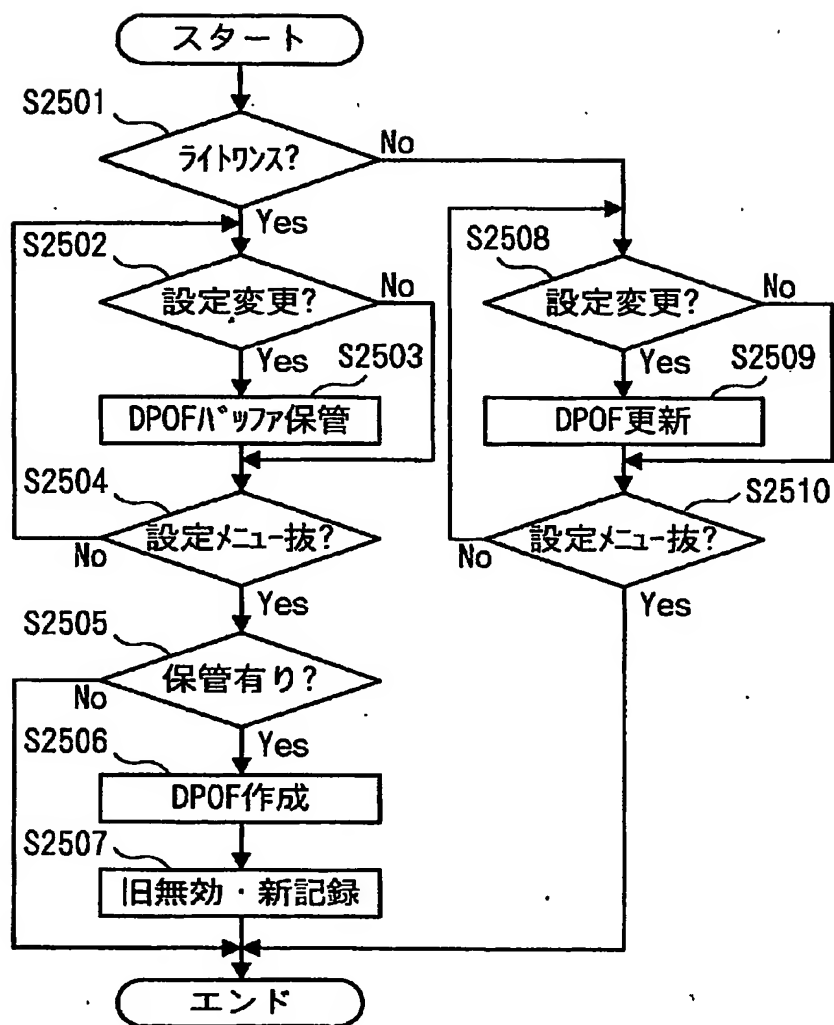 スタート
S2501
ライトワンス?
No
Yes
S2502
設定変更?
No
Yes
S2503
DPOFバッファ保管
S2504
設定メニュー抜?
No
Yes
S2505
保管有り?
No
Yes
S2506
DPOF作成
S2507
旧無効・新記録
エンド
S2508
設定変更?
No
Yes
S2509
DPOF更新
S2510
設定メニュー抜?
No
Yes